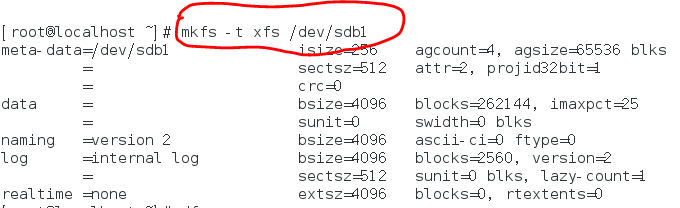 [root@localhost ~]# mkfs -t xfs /dev/sdb1
meta-data=/dev/sdb1 isize=256 agcount=4, agsize=65536 blks
= sectsz=512 attr=2, projid32bit=1
= crc=0
data = bsize=4096 blocks=262144, imaxpct=25
= sunit=0 swidth=0 blks
naming =version 2 bsize=4096 ascii-ci=0 ftype=0
log =internal log bsize=4096 blocks=2560, version=2
= sectsz=512 sunit=0 blks, lazy-count=1
realtime =none extsz=4096 blocks=0, rtextents=0